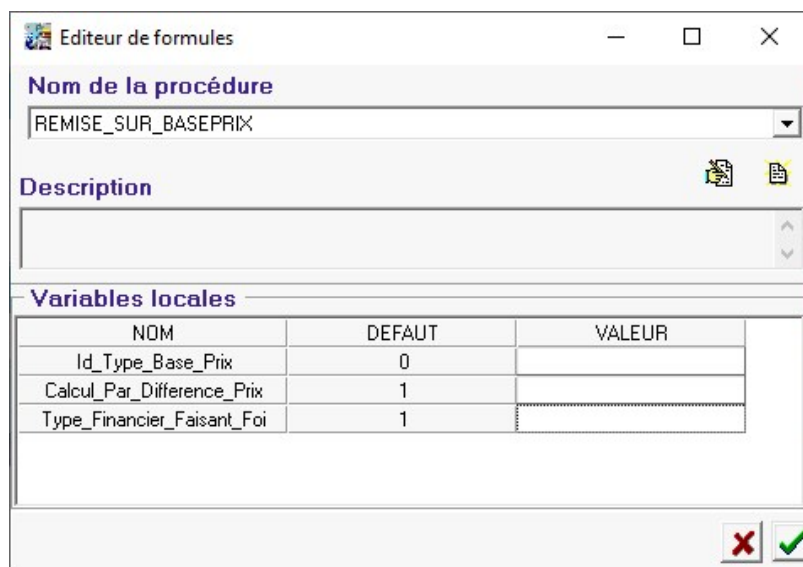 Editeur de formules
Nom de la procédure
REMISE_SUR_BASEPRIX
Description
Variables locales
NOM DEFAUT VALEUR
Id_Type_Base_Prix 0
Calcul_Par_Difference_Prix 1
Type_Financier_Faisant_Foi 1